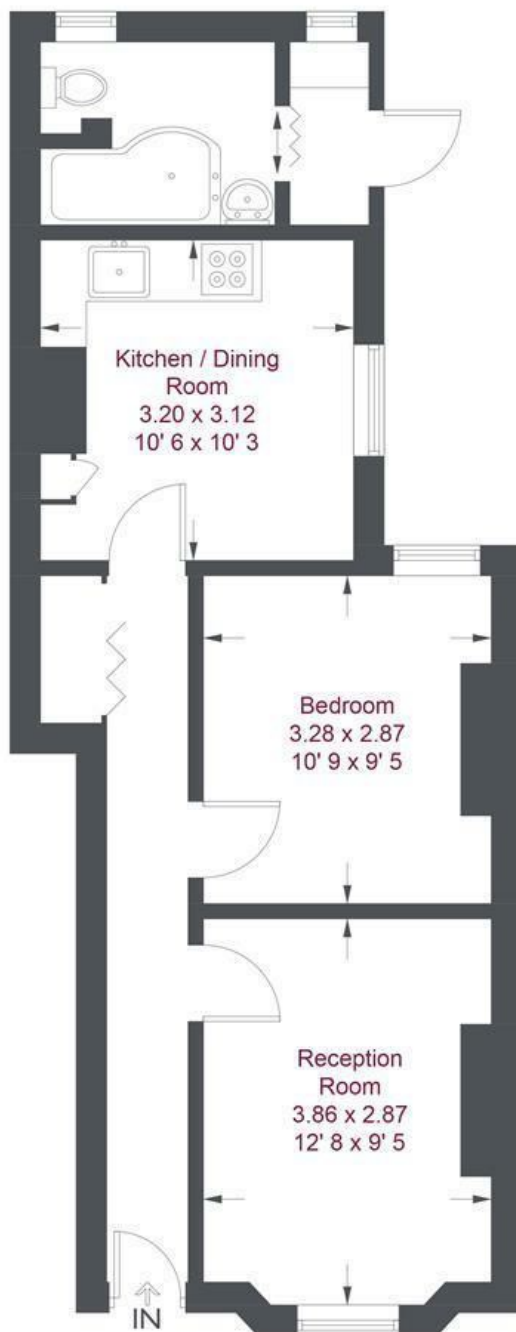 Kitchen / Dining
Room
3.20 x 3.12
10' 6 x 10' 3
Bedroom
3.28 x 2.87
10' 9 x 9' 5
Reception
Room
3.86 x 2.87
12' 8 x 9' 5
IN